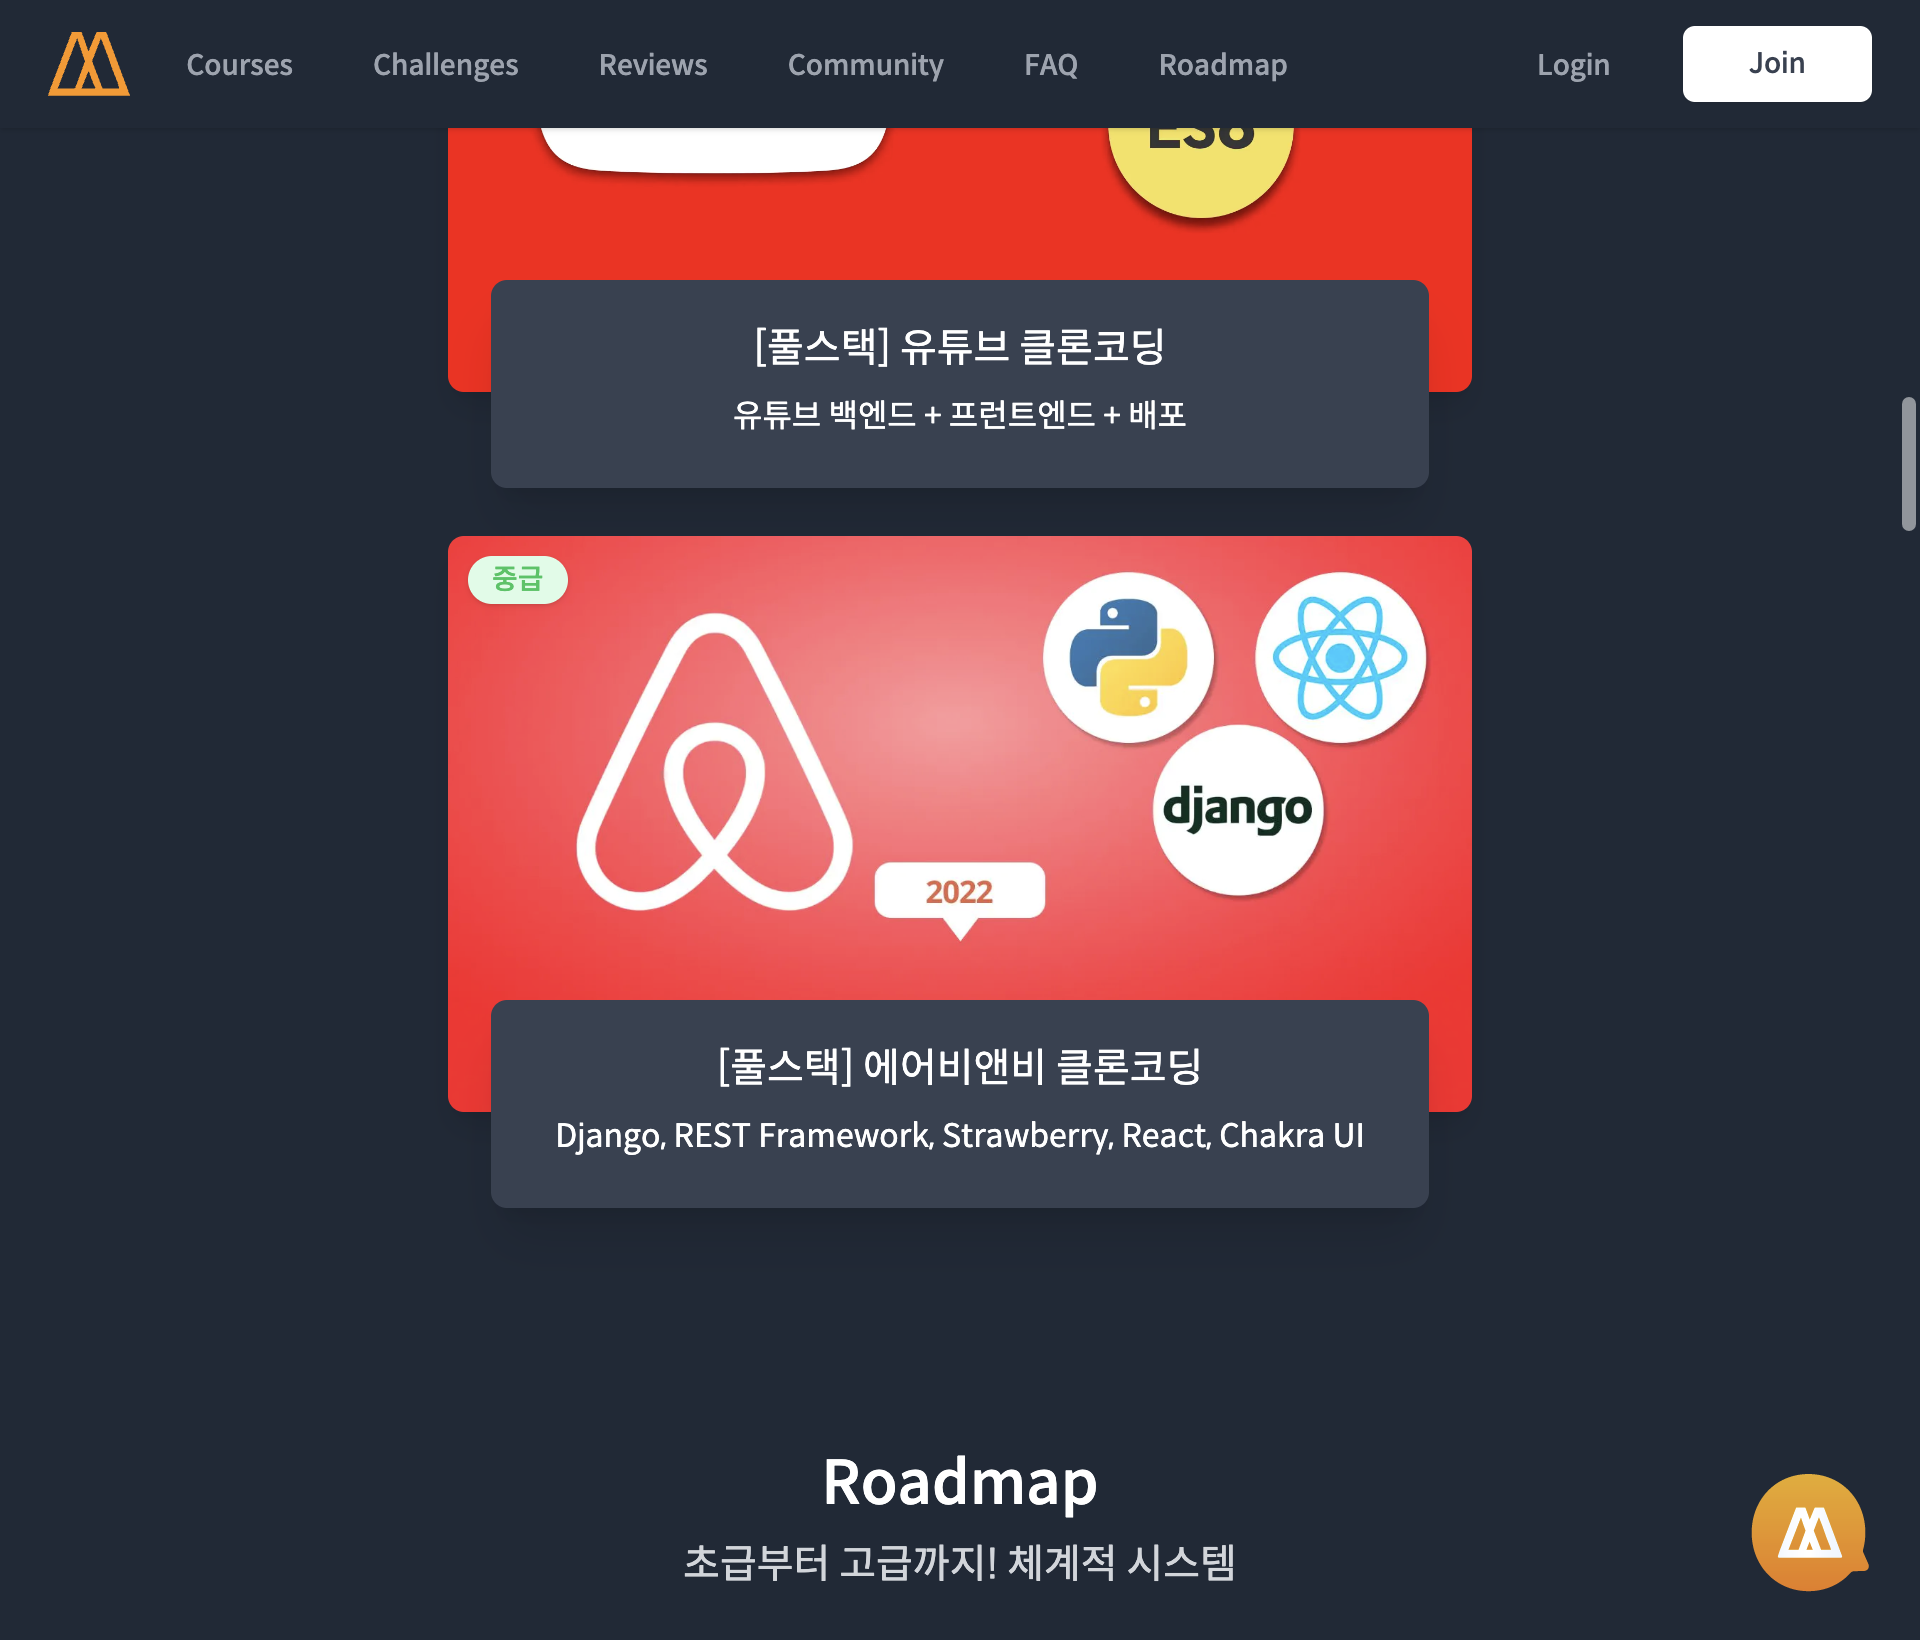 Courses Challenges Reviews Community FAQ Roadmap Login Join
ES6
[풀스택] 유튜브 클론코딩
유튜브 백엔드 + 프런트엔드 + 배포
중급
django
2022
[풀스택] 에어비앤비 클론코딩
Django, REST Framework, Strawberry, React, Chakra UI
Roadmap
초급부터 고급까지! 체계적 시스템